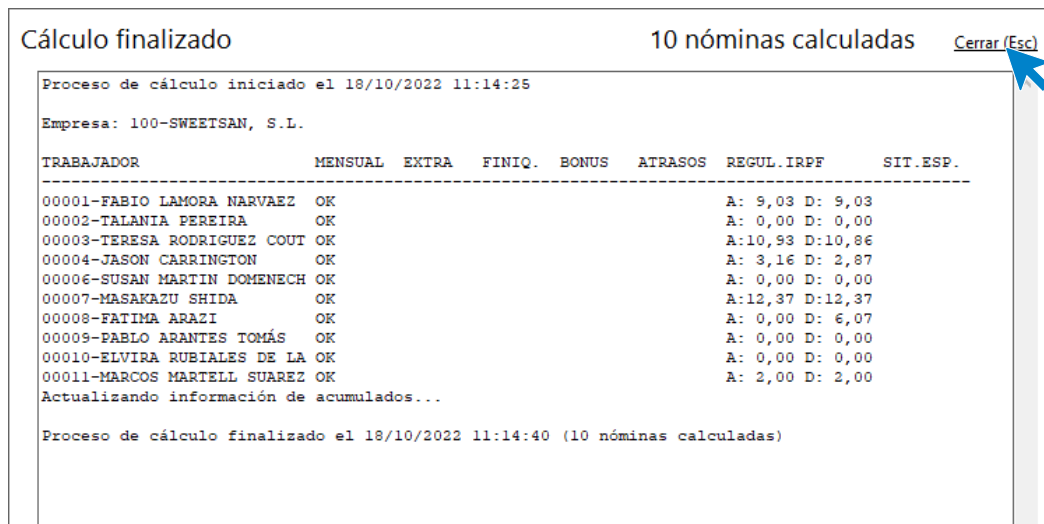 Cálculo finalizado 10 nóminas calculadas Cerrar (Esc)
Proceso de cálculo iniciado el 18/10/2022 11:14:25
Empresa: 100-SWEETSAN, S.L.
TRABAJADOR MENSUAL EXTRA FINIQ. BONUS ATRASOS REGUL.IRPF SIT.ESP.
00001-FABIO LAMORA NARVAEZ OK A: 9,03 D: 9,03
00002-TALANIA PEREIRA OK A: 0,00 D: 0,00
00003-TERESA RODRIGUEZ COUT OK A:10,93 D:10,86
00004-JASON CARRINGTON OK A: 3,16 D: 2,87
00006-SUSAN MARTIN DOMENECH OK A: 0,00 D: 0,00
00007-MASAKAZU SHIDA OK A:12,37 D:12,37
00008-FATIMA ARAZI OK A: 0,00 D: 6,07
00009-PABLO ARANTES TOMÁS OK A: 0,00 D: 0,00
00010-ELVIRA RUBIALES DE LA OK A: 0,00 D: 0,00
00011-MARCOS MARTELL SUAREZ OK A: 2,00 D: 2,00
Actualizando información de acumulados...
Proceso de cálculo finalizado el 18/10/2022 11:14:40 (10 nóminas calculadas)